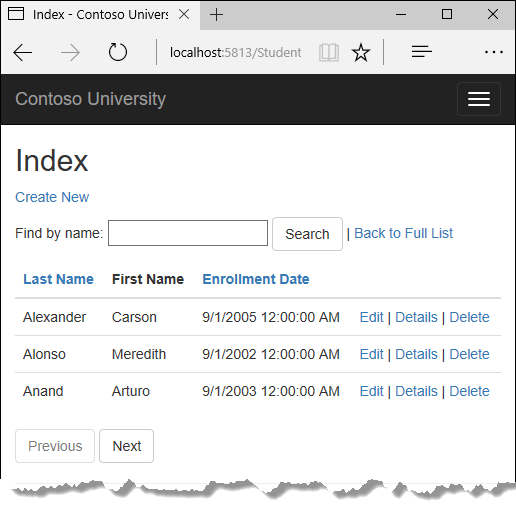 Index - Contoso Univers
localhost:5813/Student
Contoso University
Index
Create New
Find by name: Search | Back to Full List
Last Name First Name Enrollment Date
Alexander Carson 9/1/2005 12:00:00 AM Edit | Details | Delete
Alonso Meredith 9/1/2002 12:00:00 AM Edit | Details | Delete
Anand Arturo 9/1/2003 12:00:00 AM Edit | Details | Delete
Previous Next